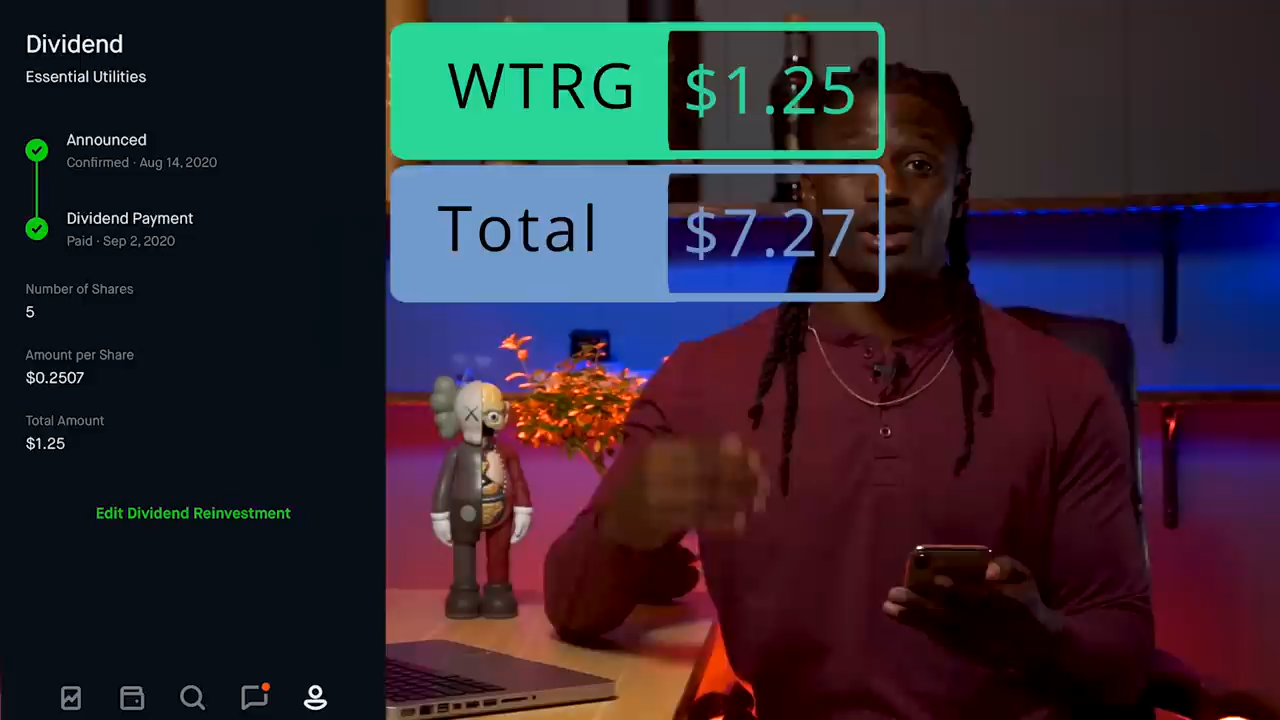 Dividend
Essential Utilities
Announced
Confirmed · Aug 14, 2020
Dividend Payment
Paid · Sep 2, 2020
Number of Shares
5
Amount per Share
$0.2507
Total Amount
$1.25
Edit Dividend Reinvestment
WTRG $1.25
Total $7.27